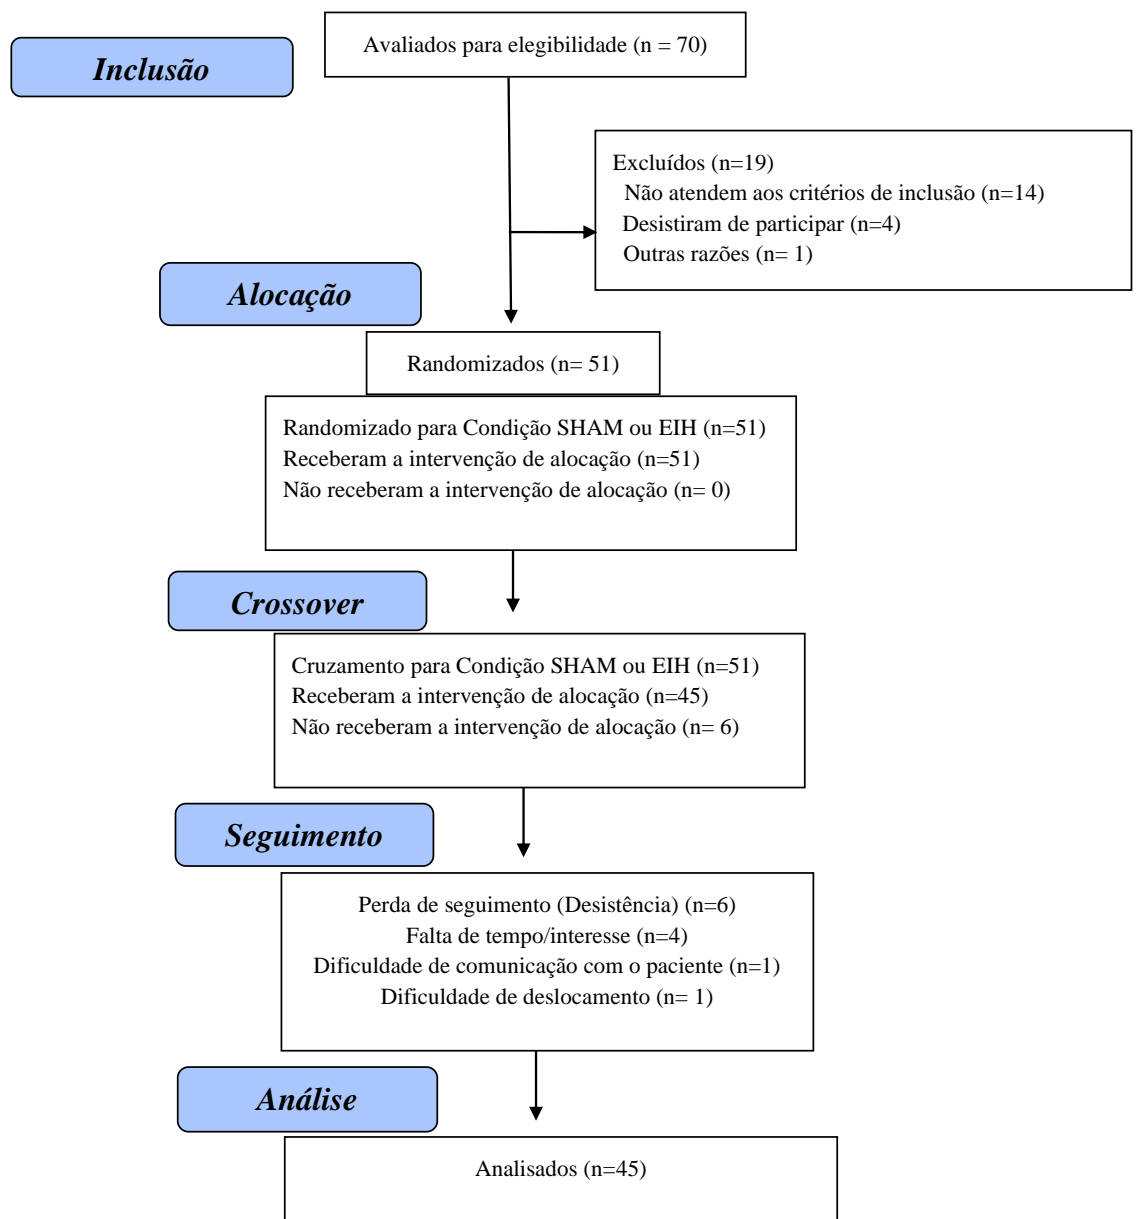 Inclusão
Avaliados para elegibilidade (n = 70)
Excluídos (n=19)
Não atendem aos critérios de inclusão (n=14)
Desistiram de participar (n=4)
Outras razões (n= 1)
Alocação
Randomizados (n= 51)
Randomizado para Condição SHAM ou EIH (n=51)
Receberam a intervenção de alocação (n=51)
Não receberam a intervenção de alocação (n= 0)
Crossover
Cruzamento para Condição SHAM ou EIH (n=51)
Receberam a intervenção de alocação (n=45)
Não receberam a intervenção de alocação (n= 6)
Seguimento
Perda de seguimento (Desistência) (n=6)
Falta de tempo/interesse (n=4)
Dificuldade de comunicação com o paciente (n=1)
Dificuldade de deslocamento (n= 1)
Análise
Analisados (n=45)